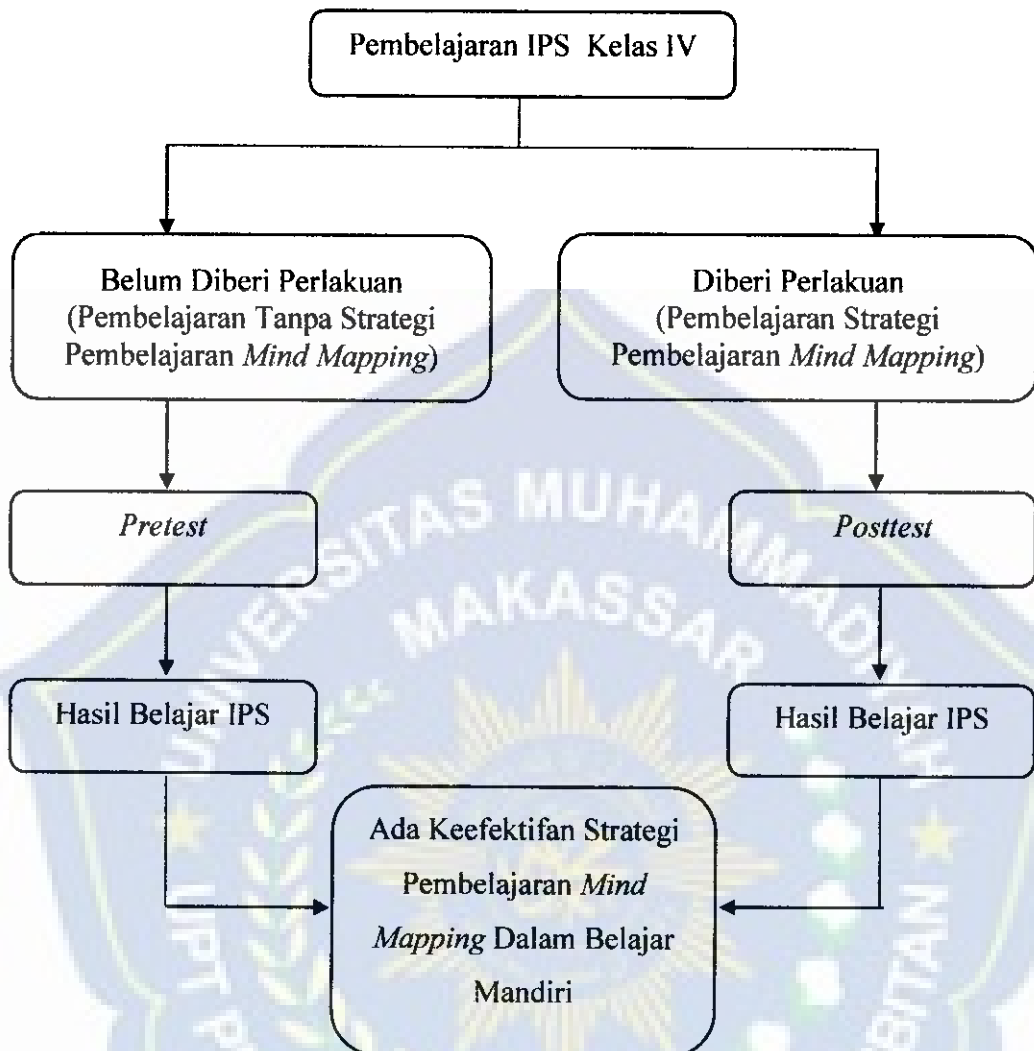 Pembelajaran IPS Kelas IV
Belum Diberi Perlakuan
(Pembelajaran Tanpa Strategi
Pembelajaran Mind Mapping)
Diberi Perlakuan
(Pembelajaran Strategi
Pembelajaran Mind Mapping)
Pretest
Posttest
Hasil Belajar IPS
Hasil Belajar IPS
Ada Keefektifan Strategi
Pembelajaran Mind
Mapping Dalam Belajar
Mandiri
UNIVERSITAS MUHAMMADIYAH
MAKASSAR
UPT
BITAN